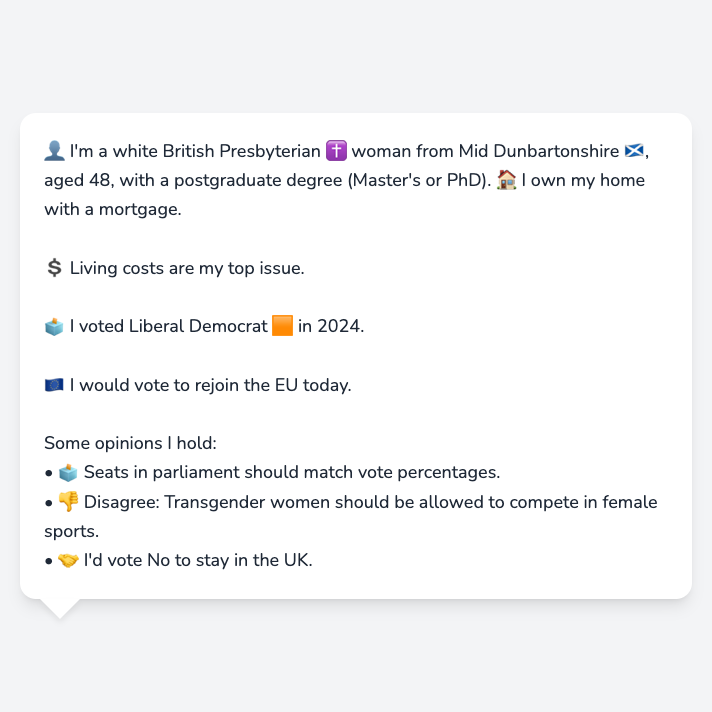 👤 I'm a white British Presbyterian ✝️ woman from Mid Dunbartonshire 🏴󠁧󠁢󠁳󠁣󠁴󠁿,
aged 48, with a postgraduate degree (Master's or PhD). 🏠 I own my home
with a mortgage.
💲 Living costs are my top issue.
🗳️ I voted Liberal Democrat 🟧 in 2024.
🇪🇺 I would vote to rejoin the EU today.
Some opinions I hold:
• 🗳️ Seats in parliament should match vote percentages.
• 👎 Disagree: Transgender women should be allowed to compete in female
sports.
• 🤝 I'd vote No to stay in the UK.